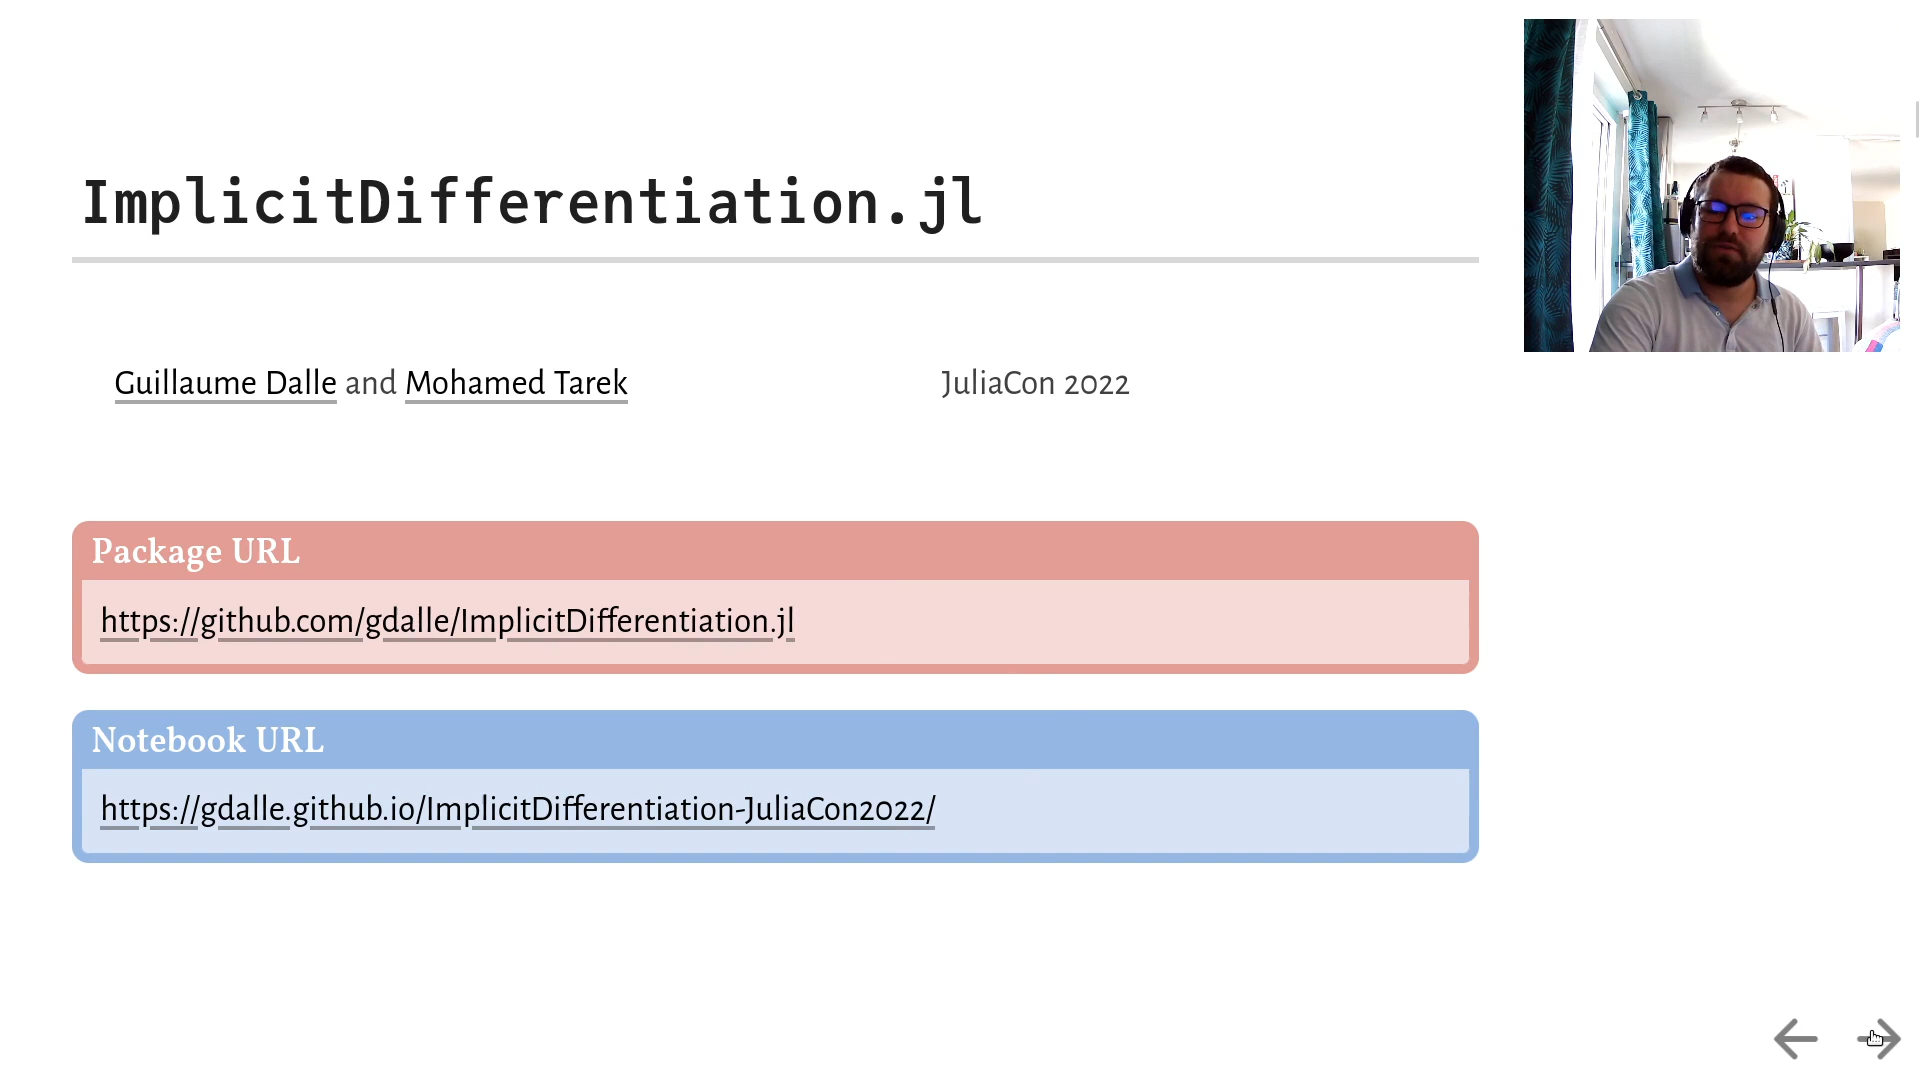 ImplicitDifferentiation.jl
Guillaume Dalle and Mohamed Tarek
JuliaCon 2022
Package URL
https://github.com/gdalle/ImplicitDifferentiation.jl
Notebook URL
https://gdalle.github.io/ImplicitDifferentiation-JuliaCon2022/